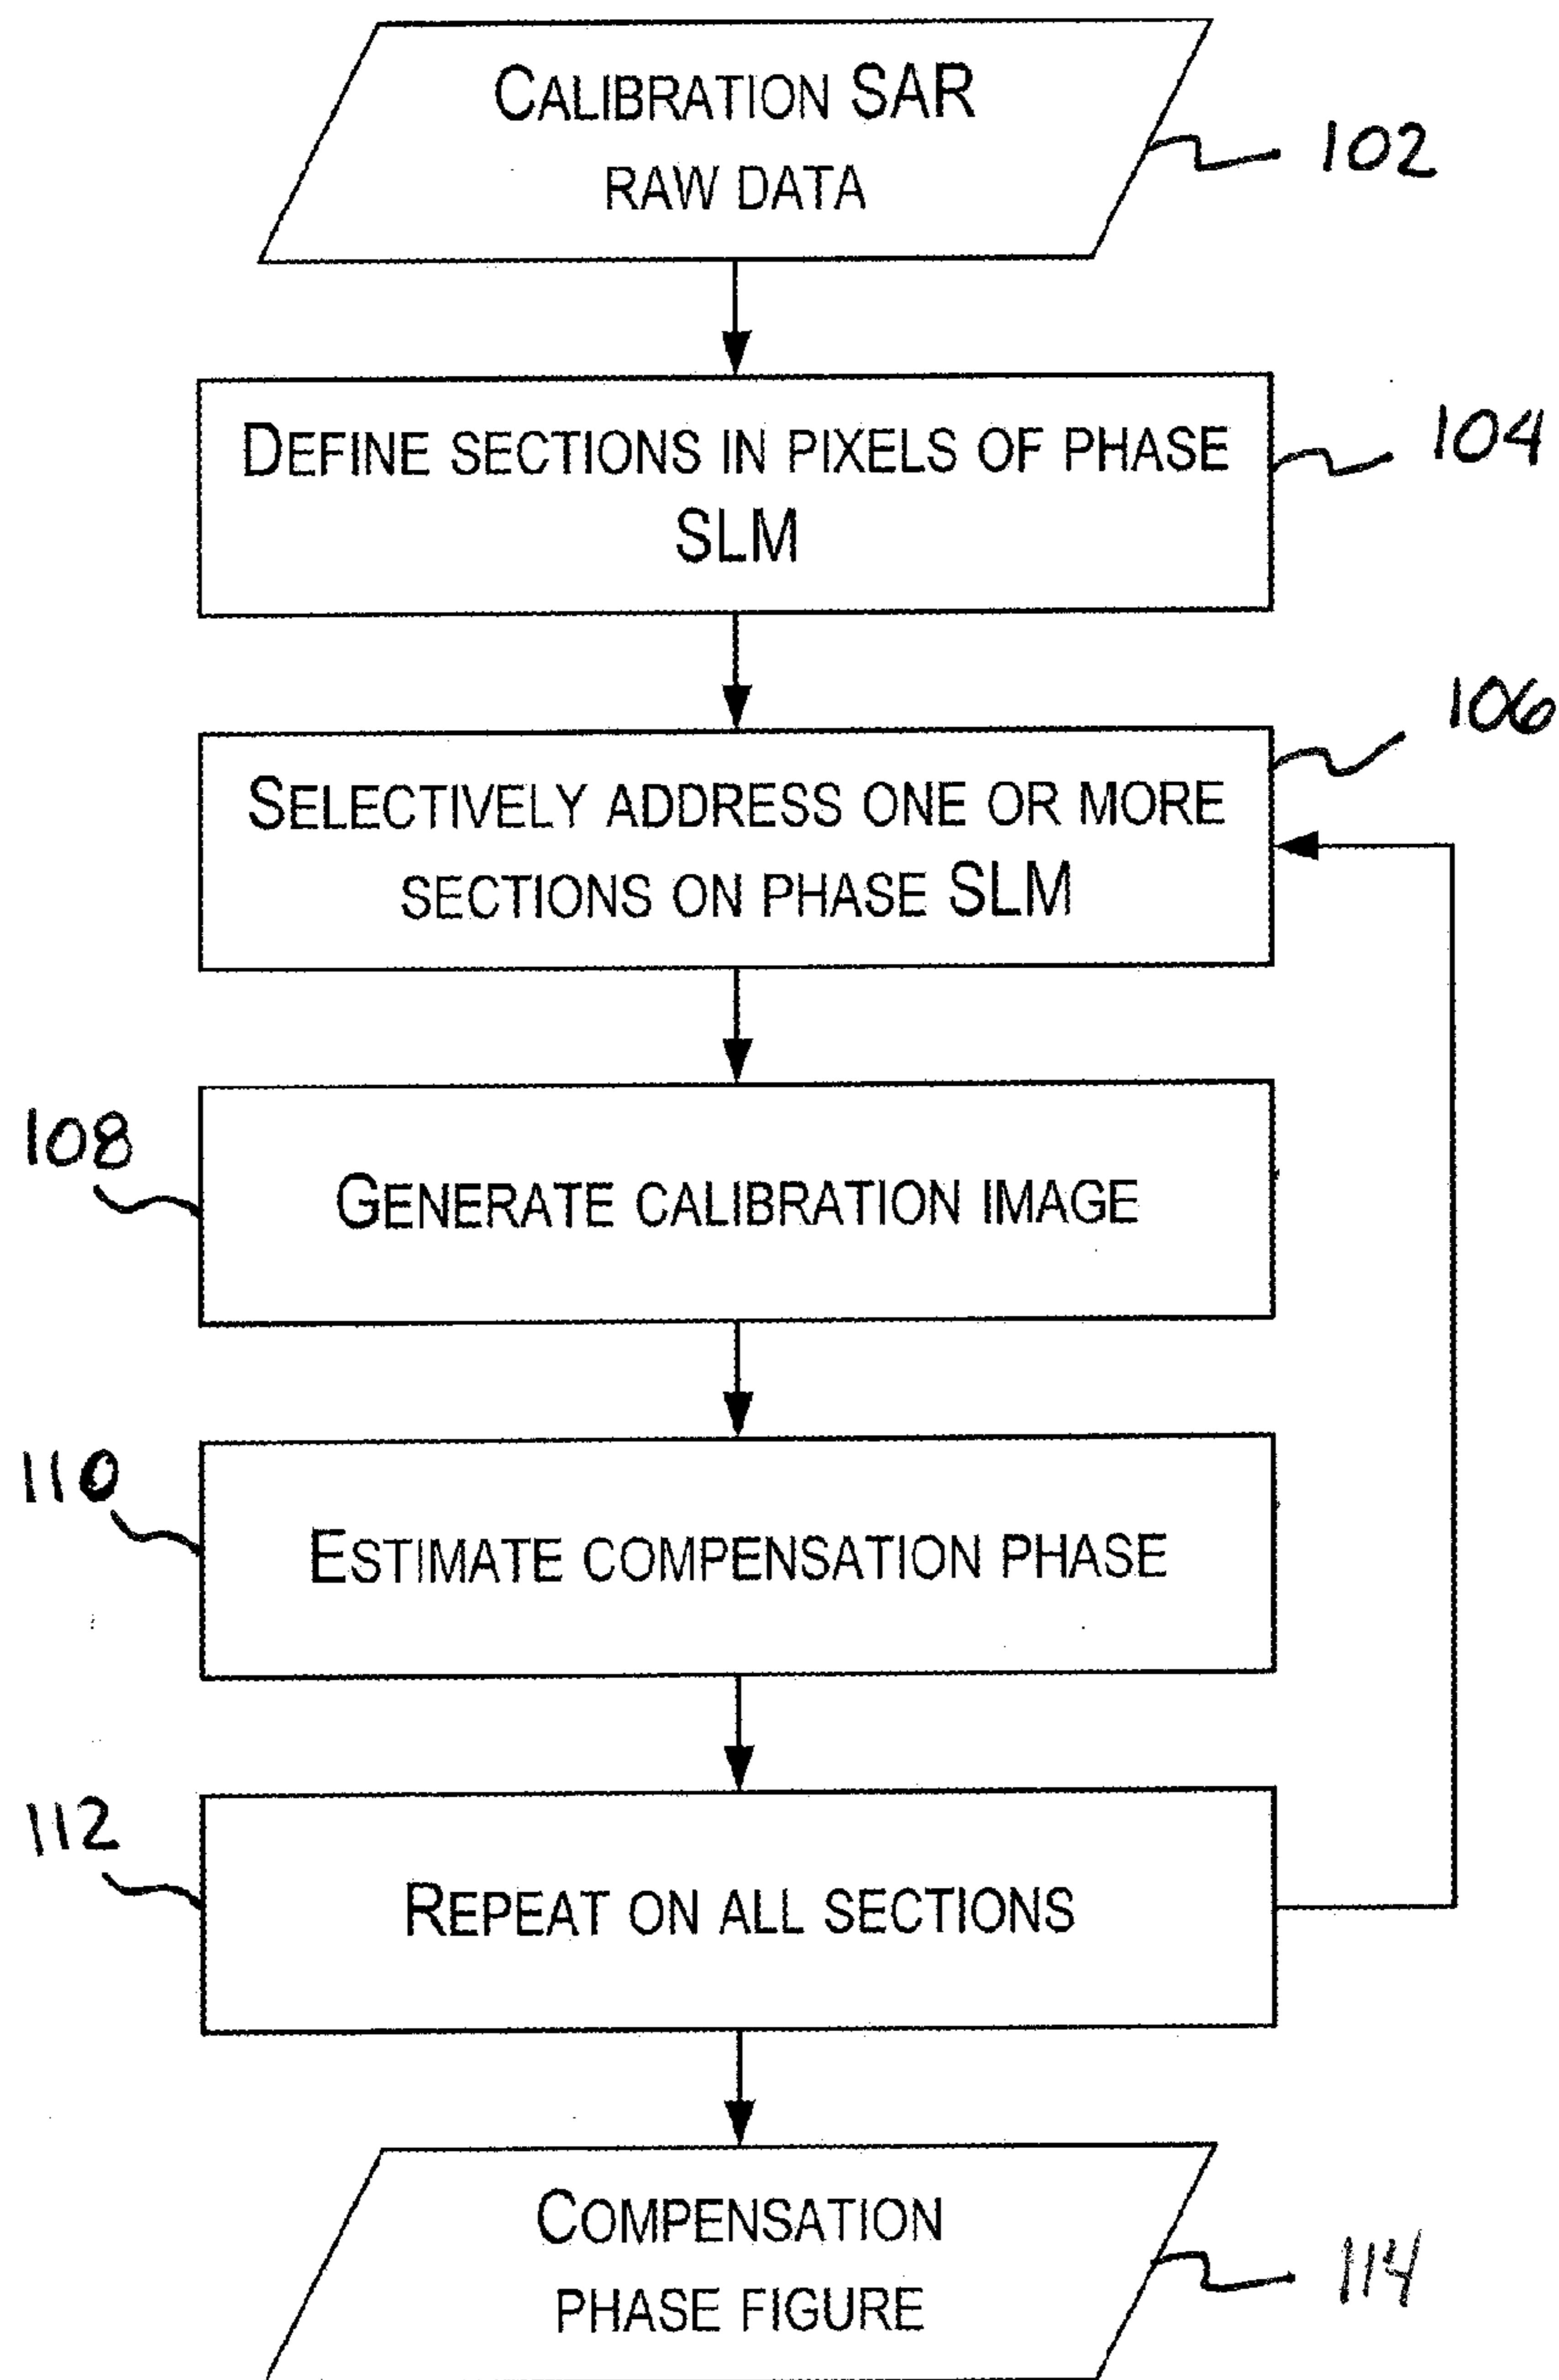 CALIBRATION SAR
RAW DATA
102
DEFINE SECTIONS IN PIXELS OF PHASE
SLM
104
SELECTIVELY ADDRESS ONE OR MORE
SECTIONS ON PHASE SLM
106
GENERATE CALIBRATION IMAGE
108
ESTIMATE COMPENSATION PHASE
110
REPEAT ON ALL SECTIONS
112
COMPENSATION
PHASE FIGURE
114